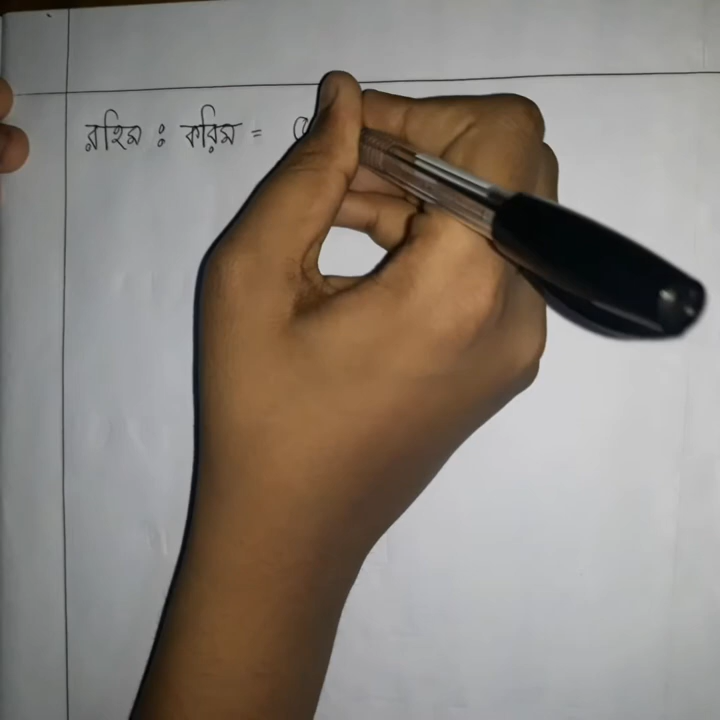 রহিম : করিম =